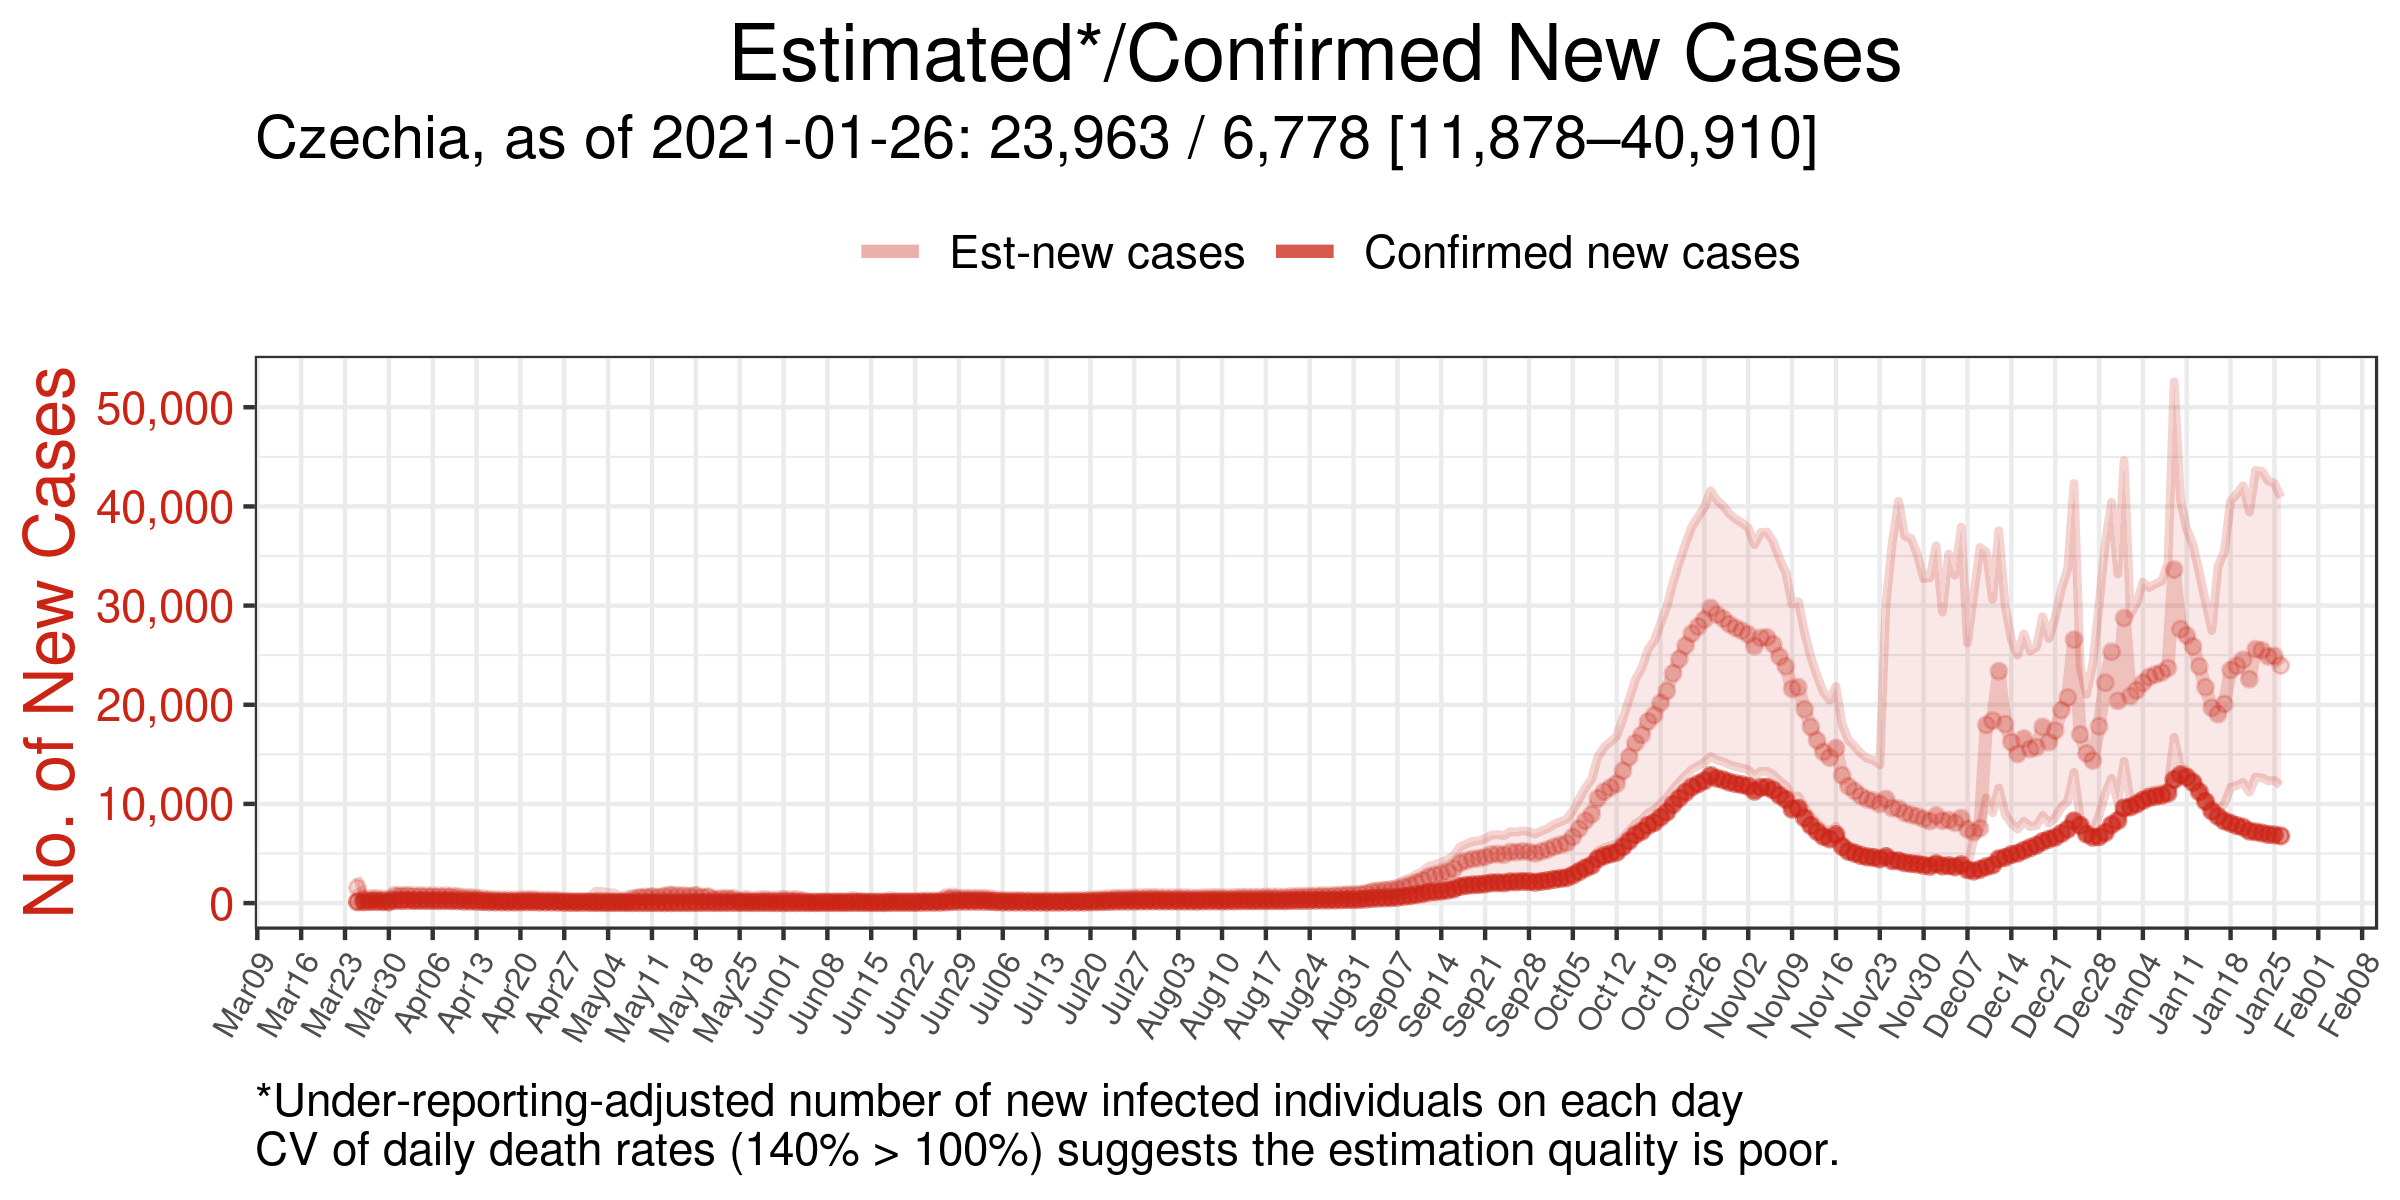 Estimated*/Confirmed New Cases
Czechia, as of 2021-01-26: 23,963 / 6,778 [11,878–40,910]
Est-new cases Confirmed new cases
No. of New Cases
50,000
40,000
30,000
20,000
10,000
0
Mar09 Mar16 Mar23 Mar30 Apr06 Apr13 Apr20 Apr27 May04 May11 May18 May25 Jun01 Jun08 Jun15 Jun22 Jun29 Jul06 Jul13 Jul20 Jul27 Aug03 Aug10 Aug17 Aug24 Aug31 Sep07 Sep14 Sep21 Sep28 Oct05 Oct12 Oct19 Oct26 Nov02 Nov09 Nov16 Nov23 Nov30 Dec07 Dec14 Dec21 Dec28 Jan04 Jan11 Jan18 Jan25 Feb01 Feb08
*Under-reporting-adjusted number of new infected individuals on each day
CV of daily death rates (140% > 100%) suggests the estimation quality is poor.